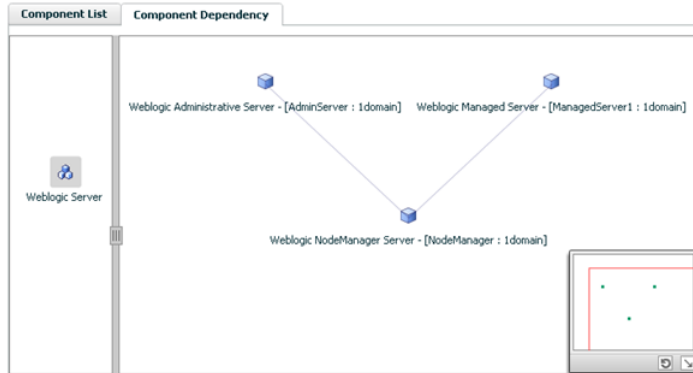 Component List
Component Dependency
Weblogic Administrative Server - [AdminServer : 1domain]
Weblogic Managed Server - [ManagedServer1 : 1domain]
Weblogic Server
Weblogic NodeManager Server - [NodeManager : 1domain]